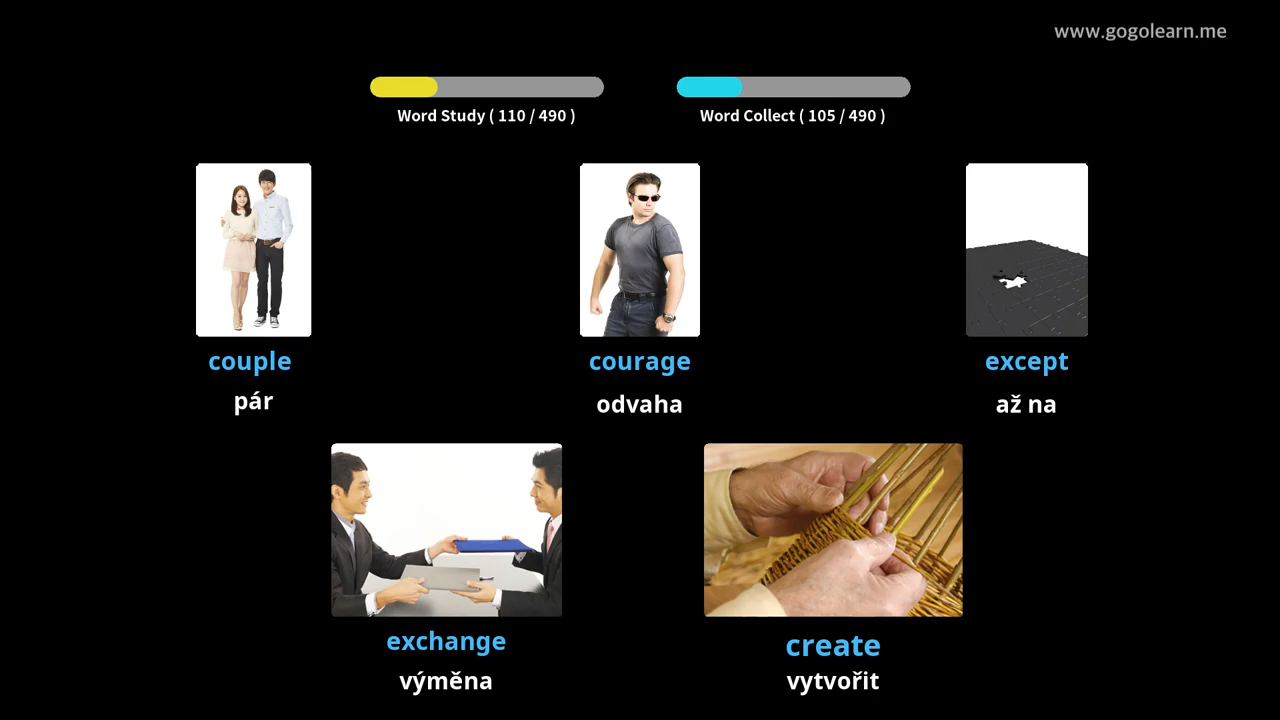 www.gogolearn.me
Word Study ( 110 / 490 )
Word Collect ( 105 / 490 )
couple
pár
courage
odvaha
except
až na
exchange
výměna
create
vytvořit